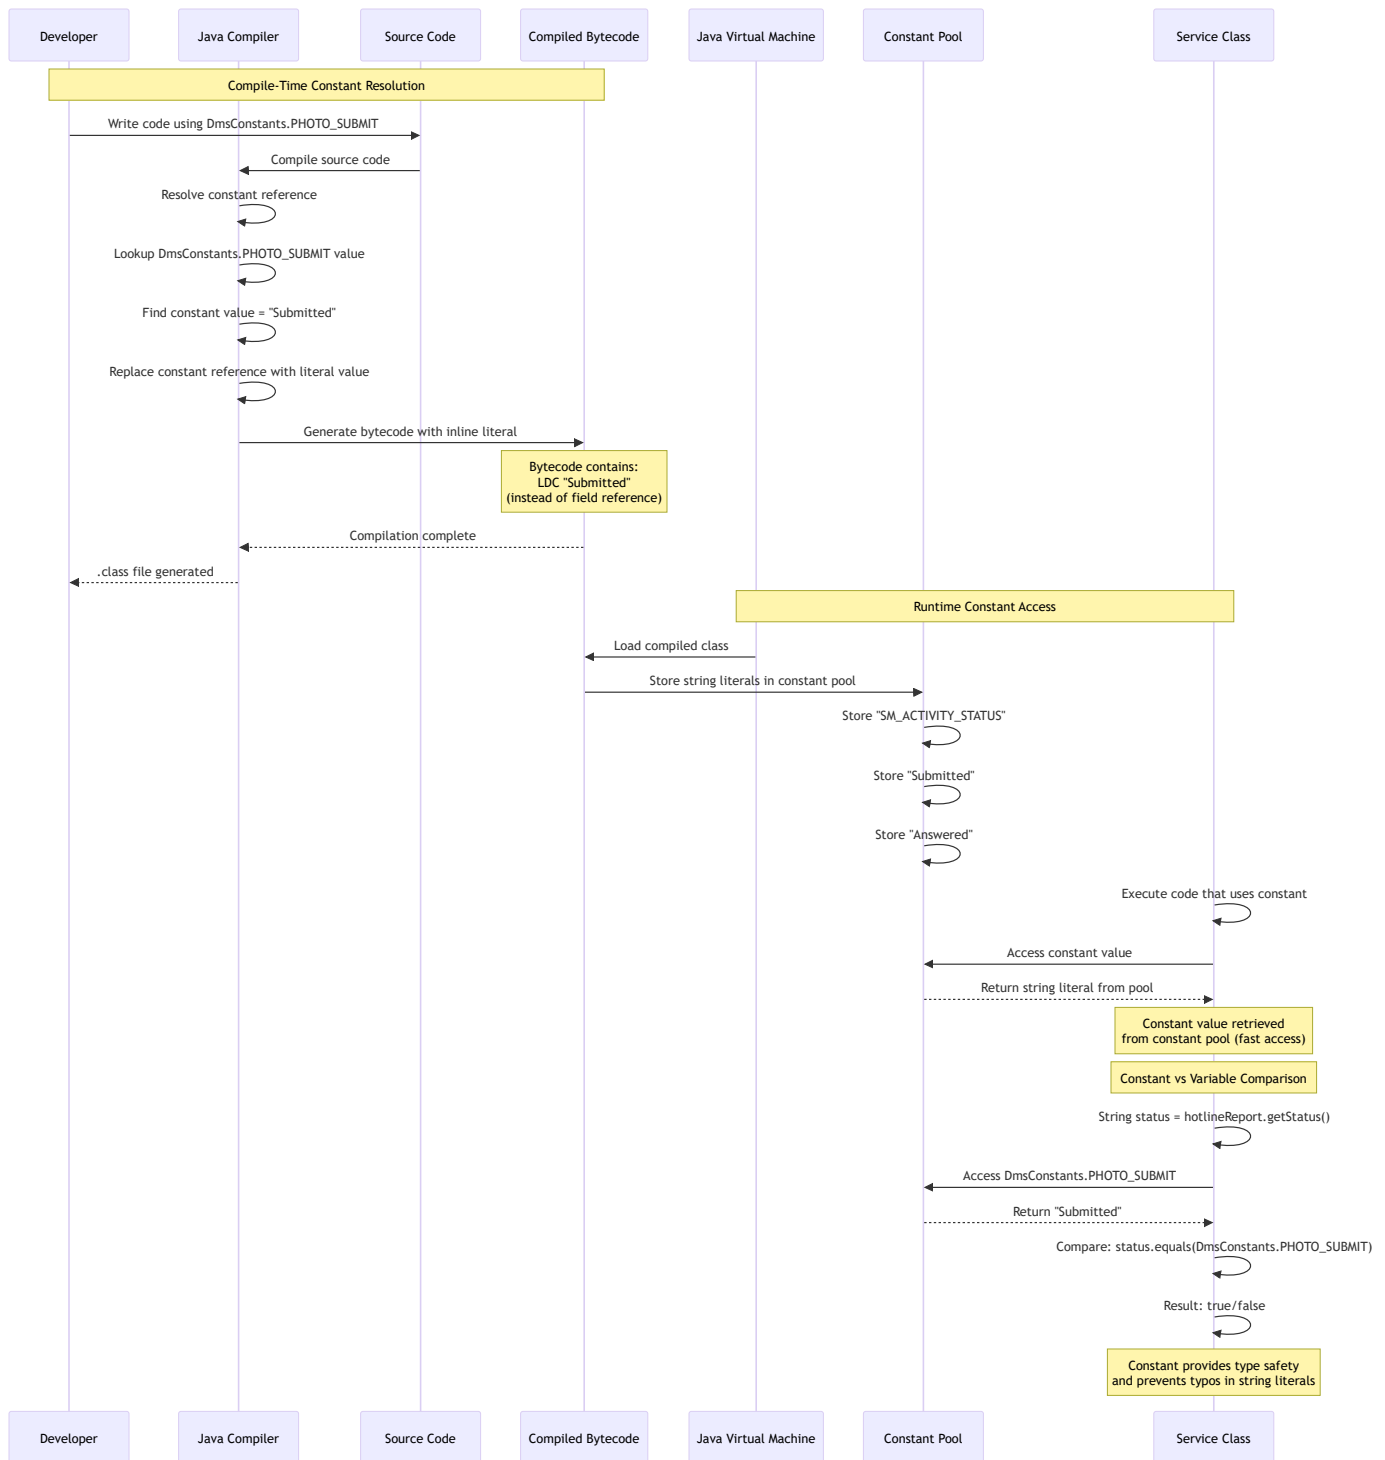 Developer
Java Compiler
Source Code
Compiled Bytecode
Java Virtual Machine
Constant Pool
Service Class
Compile-Time Constant Resolution
Write code using DmsConstants.PHOTO_SUBMIT
Compile source code
Resolve constant reference
Lookup DmsConstants.PHOTO_SUBMIT value
Find constant value = "Submitted"
Replace constant reference with literal value
Generate bytecode with inline literal
Bytecode contains:
LDC "Submitted"
(instead of field reference)
Compilation complete
.class file generated
Runtime Constant Access
Load compiled class
Store string literals in constant pool
Store "SM_ACTIVITY_STATUS"
Store "Submitted"
Store "Answered"
Execute code that uses constant
Access constant value
Return string literal from pool
Constant value retrieved
from constant pool (fast access)
Constant vs Variable Comparison
String status = hotlineReport.getStatus()
Access DmsConstants.PHOTO_SUBMIT
Return "Submitted"
Compare: status.equals(DmsConstants.PHOTO_SUBMIT)
Result: true/false
Constant provides type safety
and prevents typos in string literals
Developer
Java Compiler
Source Code
Compiled Bytecode
Java Virtual Machine
Constant Pool
Service Class